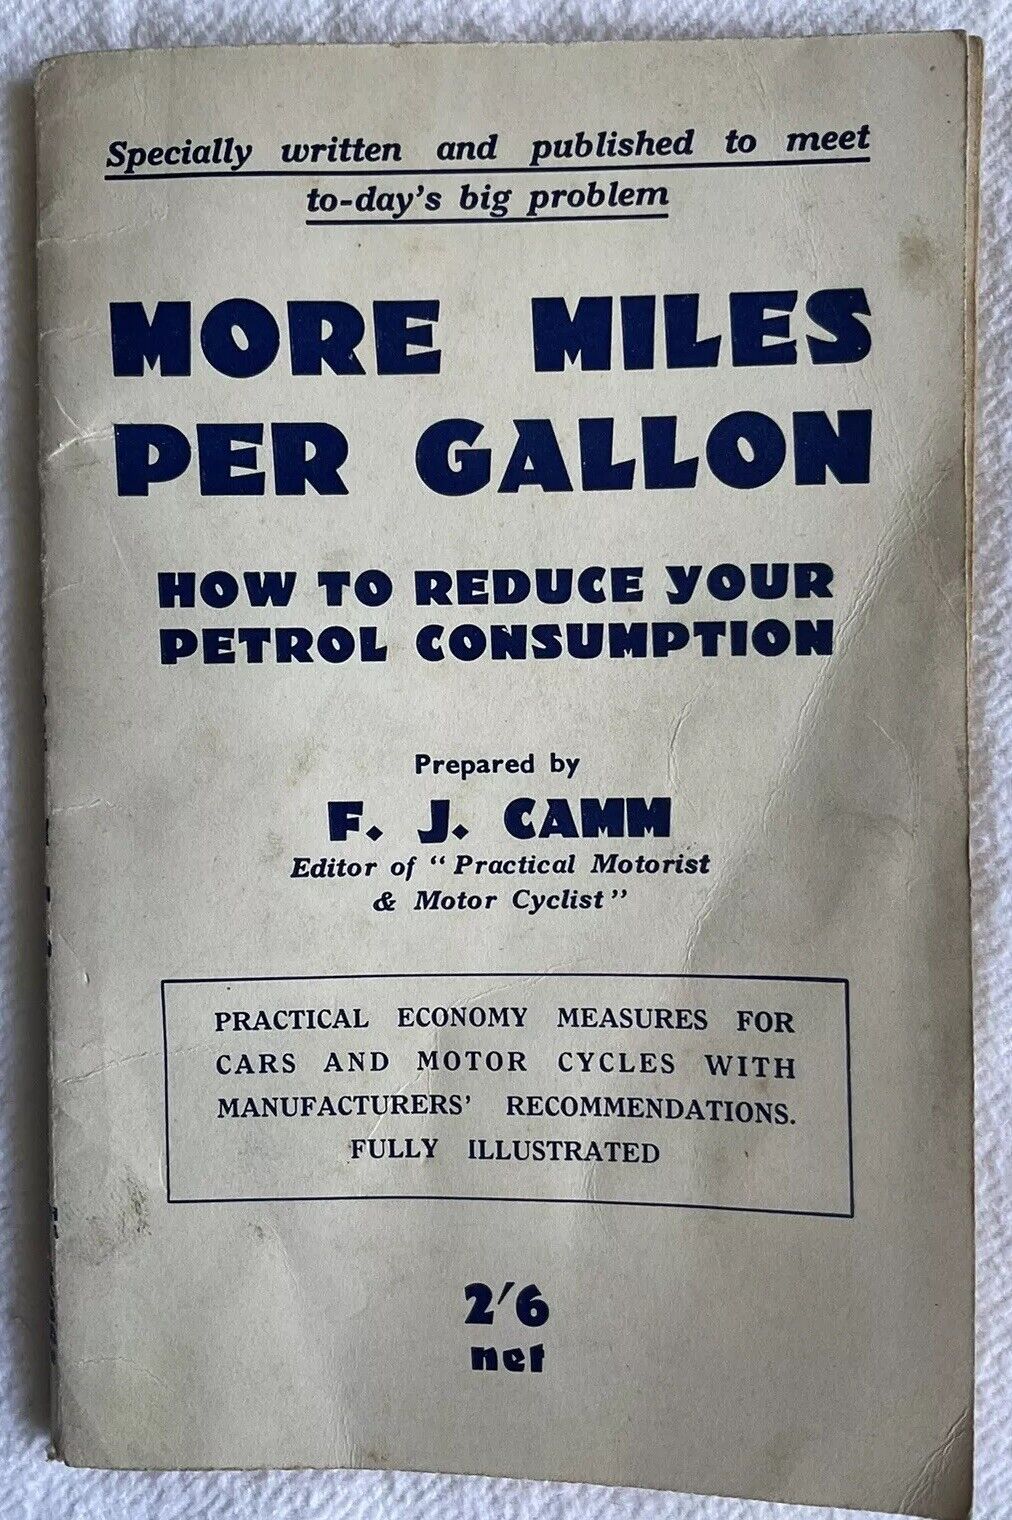 Specially written and published to meet
to-day's big problem
MORE MILES
PER GALLON
HOW TO REDUCE YOUR
PETROL CONSUMPTION
Prepared by
F. J. CAMM
Editor of "Practical Motorist
& Motor Cyclist"
PRACTICAL ECONOMY MEASURES FOR
CARS AND MOTOR CYCLES WITH
MANUFACTURERS' RECOMMENDATIONS.
FULLY ILLUSTRATED
2'6
net